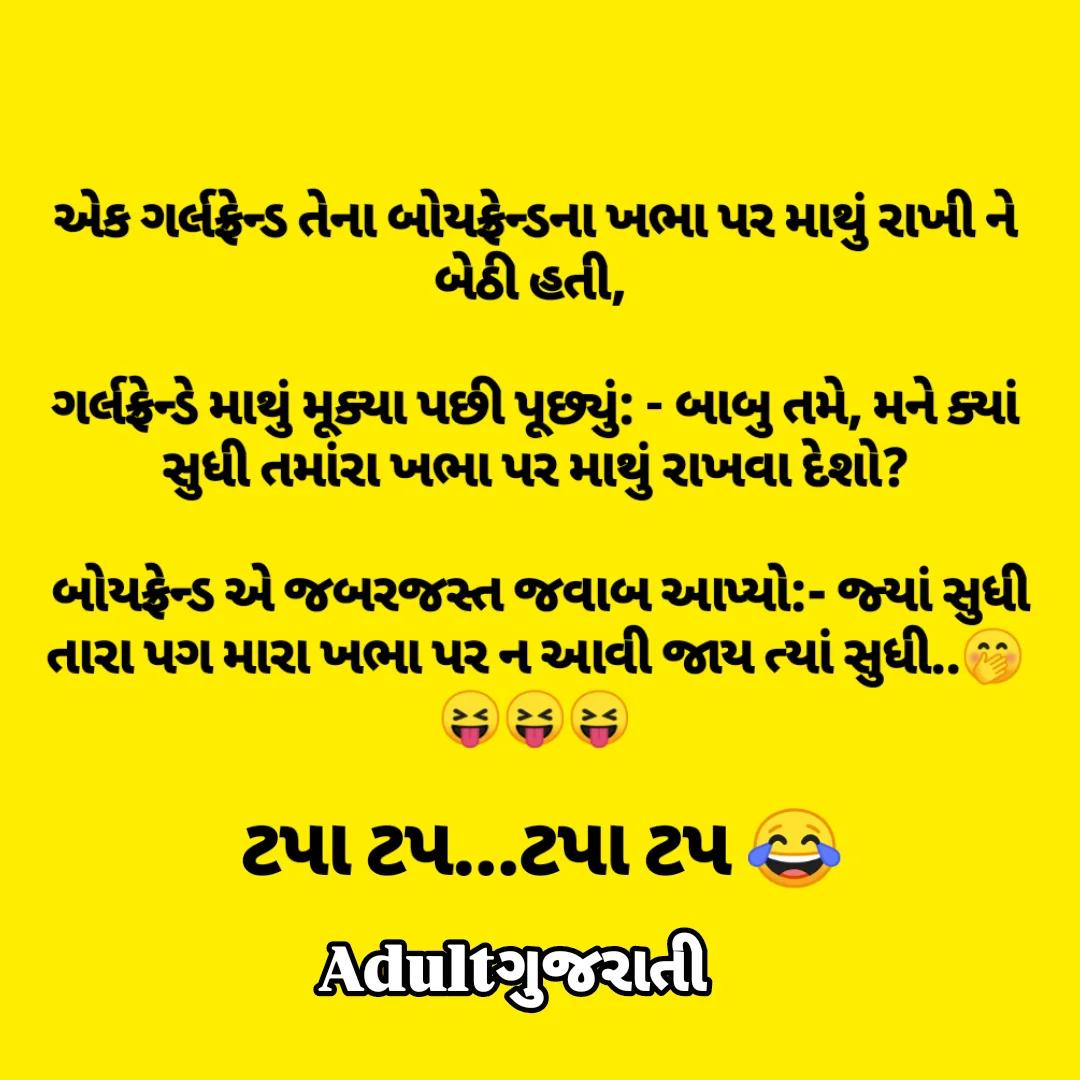 એક ગર્લફ્રેન્ડ તેના બોયફ્રેન્ડના ખભા પર માથું રાખી ને
બેઠી હતી,
ગર્લફ્રેન્ડે માથું મૂક્યા પછી પૂછ્યું: - બાબુ તમે, મને ક્યાં
સુધી તમાંરા ખભા પર માથું રાખવા દેશો?
બોયફ્રેન્ડ એ જબરજસ્ત જવાબ આપ્યો:- જ્યાં સુધી
તારા પગ મારા ખભા પર ન આવી જાય ત્યાં સુધી..🤭
😝😝😝
ટપા ટપ...ટપા ટપ 😂
Adultગુજરાતી